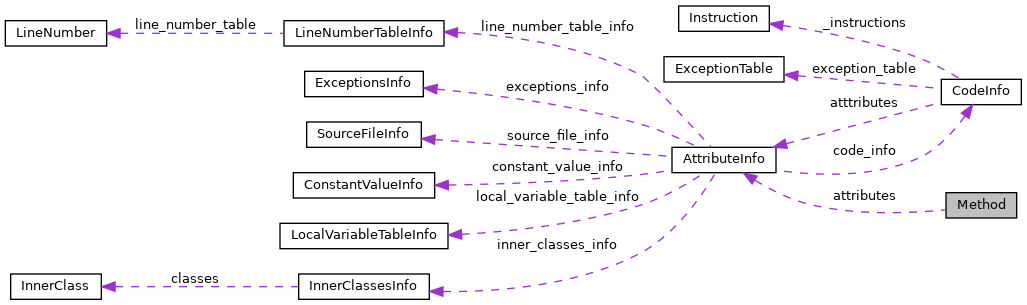 Instruction
_instructions
line_number_table
line_number_table_info
LineNumber
LineNumberTableInfo
ExceptionTable
exception_table
ExceptionsInfo
exceptions_info
CodeInfo
atttributes
SourceFileInfo
source_file_info
code_info
AttributeInfo
constant_value_info
ConstantValueInfo
local_variable_table_info
attributes
Method
LocalVariableTableInfo
inner_classes_info
classes
InnerClass
InnerClassesInfo